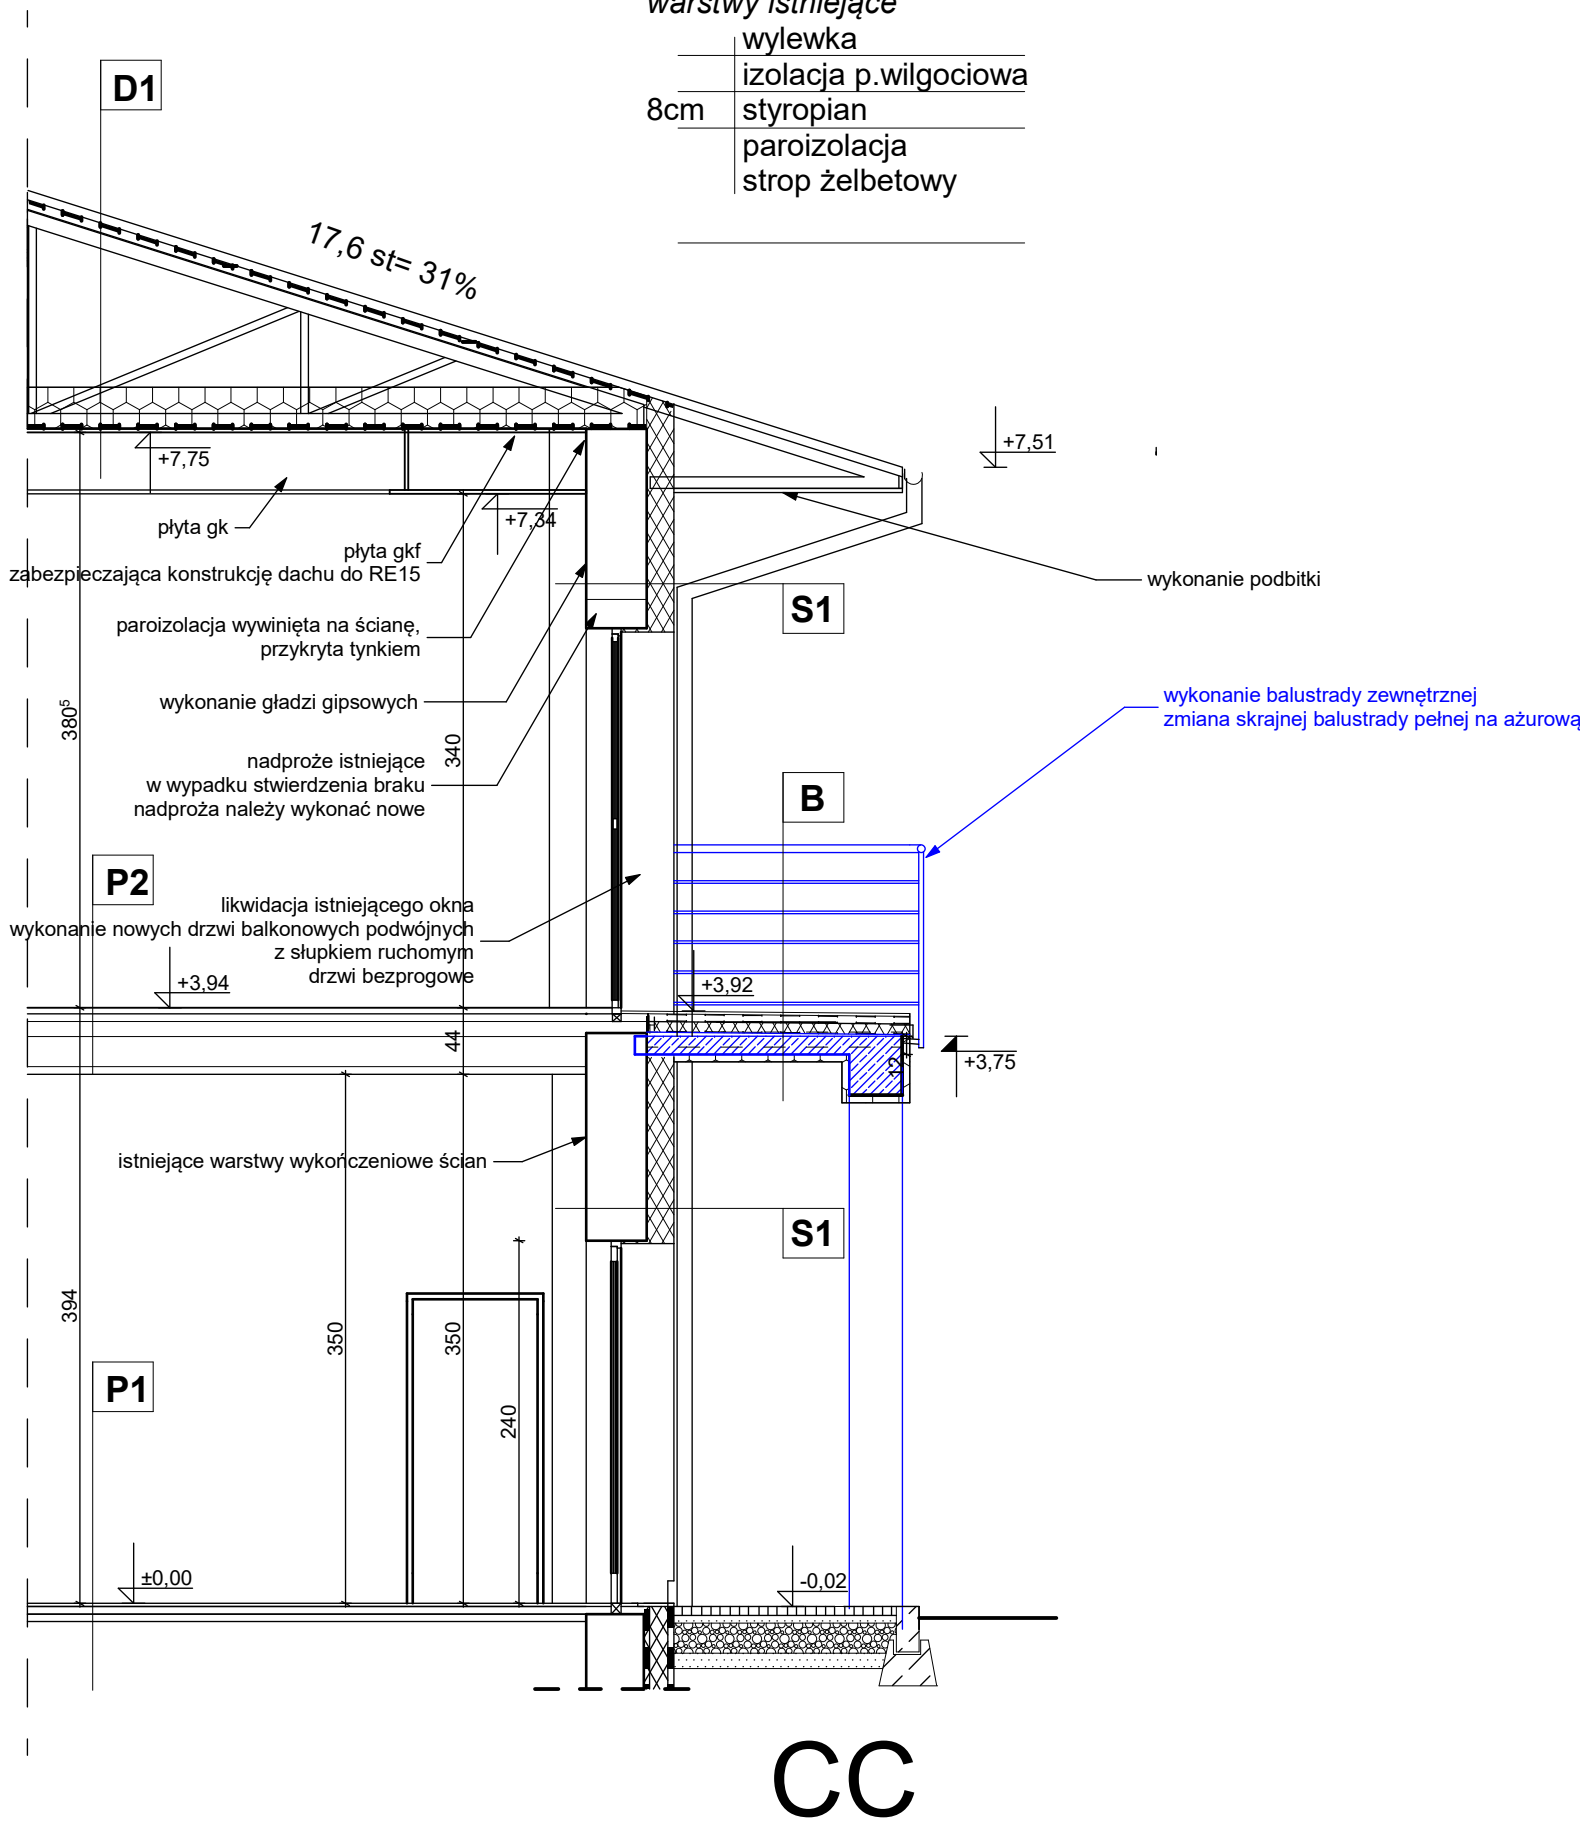 warstwy istniejące
wylewka
izolacja p.wilgociowa
8cm styropian
paroizolacja
strop żelbetowy
D1
17,6 st= 31%
+7,75
+7,51
+7,34
płyta gk
płyta gkf
zabezpieczająca konstrukcję dachu do RE15
wykonanie podbitki
S1
paroizolacja wywinięta na ścianę,
przykryta tynkiem
wykonanie gładzi gipsowych
wykonanie balustrady zewnętrznej
zmiana skrajnej balustrady pełnej na ażurową
380⁵
340
nadproże istniejące
w wypadku stwierdzenia braku
nadproża należy wykonać nowe
B
P2
likwidacja istniejącego okna
wykonanie nowych drzwi balkonowych podwójnych
z słupkiem ruchomym
drzwi bezprogowe
+3,94
+3,92
44
12
+3,75
istniejące warstwy wykończeniowe ścian
S1
394
350
350
240
P1
±0,00
-0,02
CC